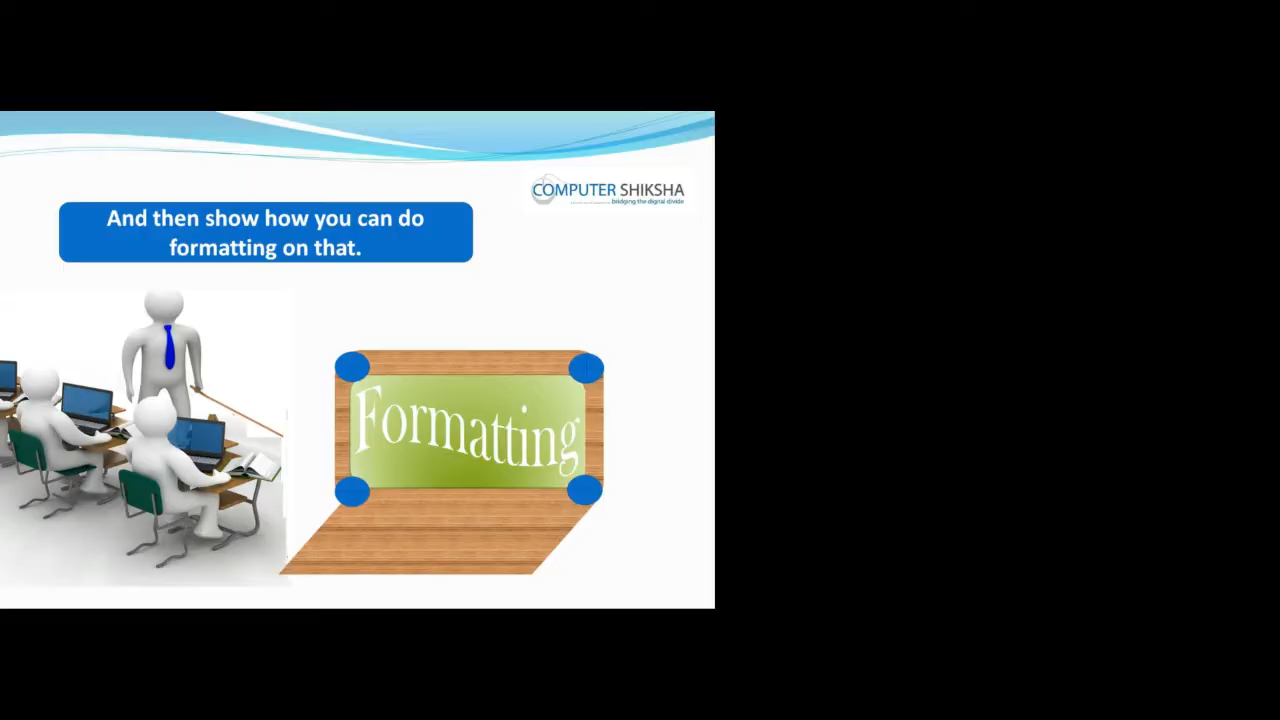 COMPUTER SHIKSHA
bridging the digital divide
And then show how you can do
formatting on that.
Formatting